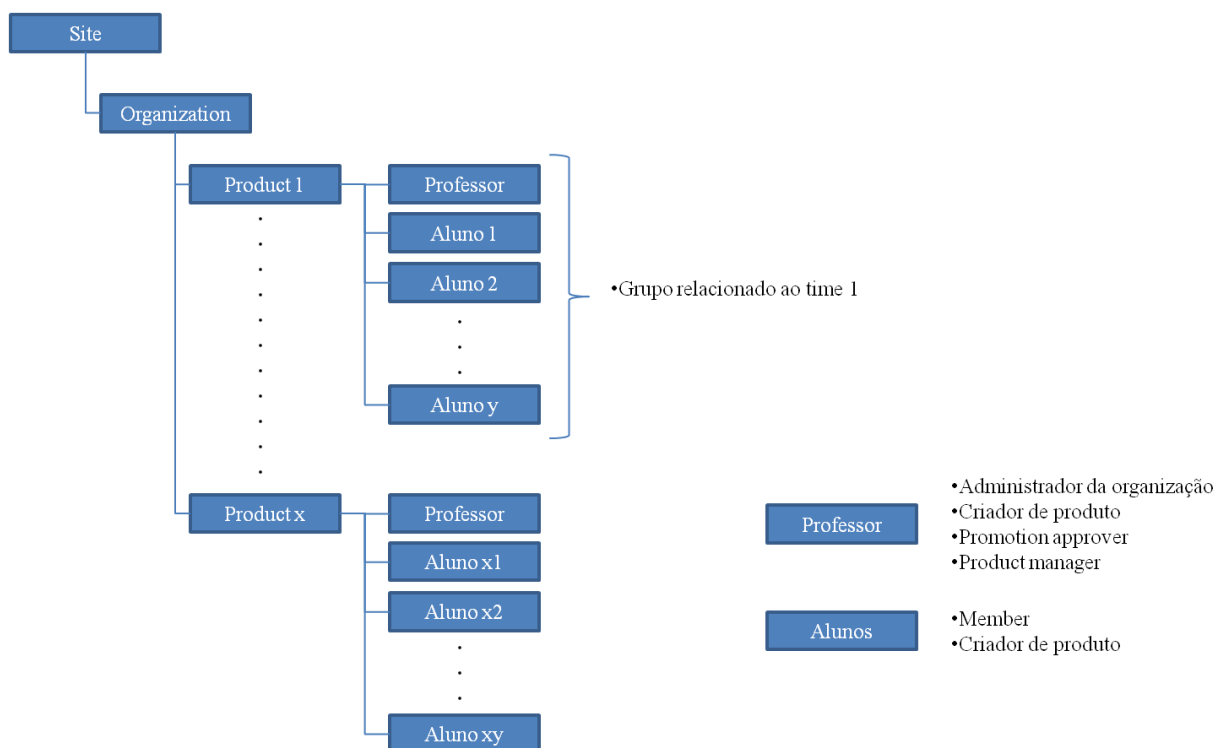 Site
Organization
Product 1
Professor
Aluno 1
Aluno 2
Aluno y
•Grupo relacionado ao time 1
Product x
Professor
Aluno x1
Aluno x2
Aluno xy
Professor
•Administrador da organização
•Criador de produto
•Promotion approver
•Product manager
Alunos
•Member
•Criador de produto